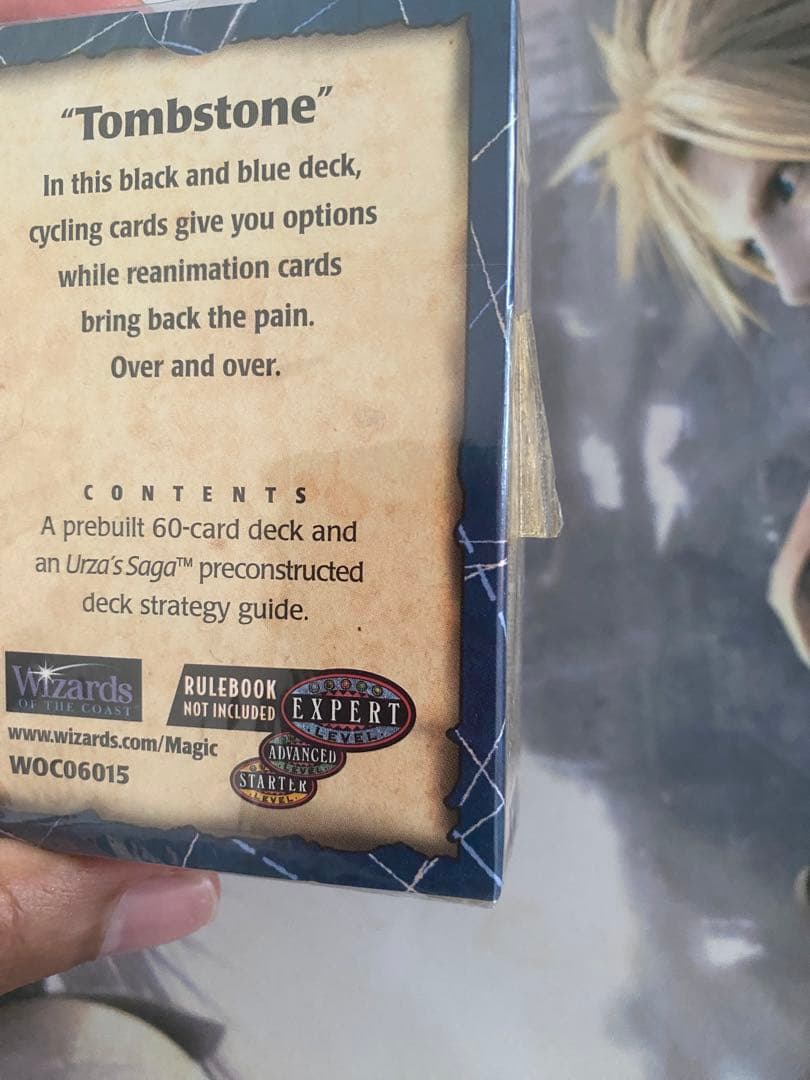 “Tombstone”
In this black and blue deck,
cycling cards give you options
while reanimation cards
bring back the pain.
Over and over.
CONTENTS
A prebuilt 60-card deck and
an Urza's Saga™ preconstructed
deck strategy guide.
Wizards
OF THE COAST
RULEBOOK
NOT INCLUDED
EXPERT
LEVEL
www.wizards.com/Magic
ADVANCED
LEVEL
WOC06015
STARTER
LEVEL